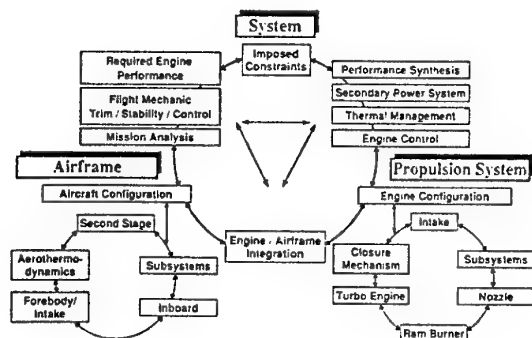 System
Required Engine
Performance
Imposed
Constraints
Performance Synthesis
Flight Mechanic
Trim / Stability / Control
Secondary Power System
Thermal Management
Mission Analysis
Engine Control
Airframe
Propulsion System
Aircraft Configuration
Engine Configuration
Second Stage
Intake
Engine - Airframe
Integration
Aerothermo-
dynamics
Subsystems
Closure
Mechanism
Subsystems
Forebody/
Intake
Inboard
Turbo Engine
Nozzle
Ram Burner